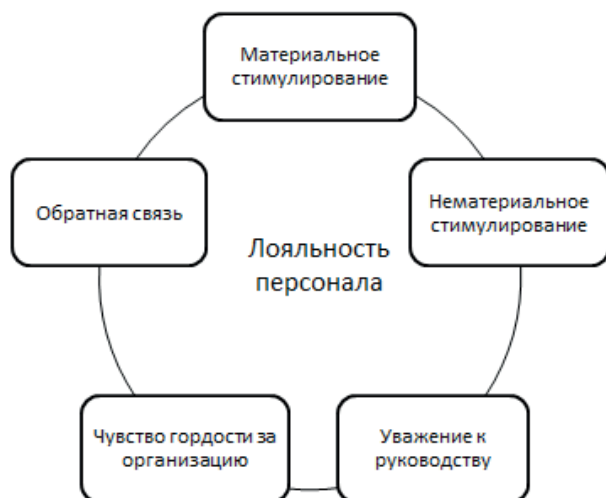 Материальное
стимулирование
Обратная связь
Нематериальное
стимулирование
Лояльность
персонала
Чувство гордости за
организацию
Уважение к
руководству